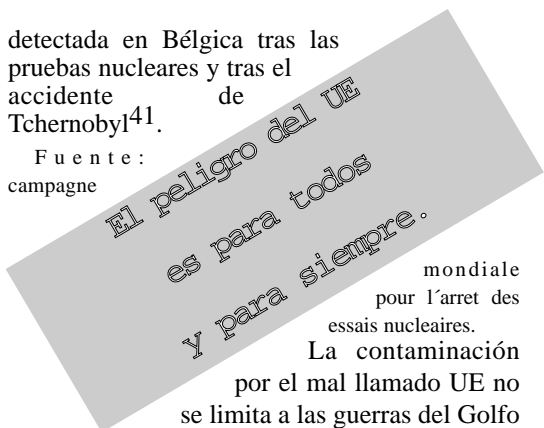 detectada en Bélgica tras las
pruebas nucleares y tras el
accidente de
Tchernobyl41.
Fuente:
campagne
El peligro del UE
es para todos
y para siempre.
mondiale
pour l´arret des
essais nucleaires.
La contaminación
por el mal llamado UE no
se limita a las guerras del Golfo